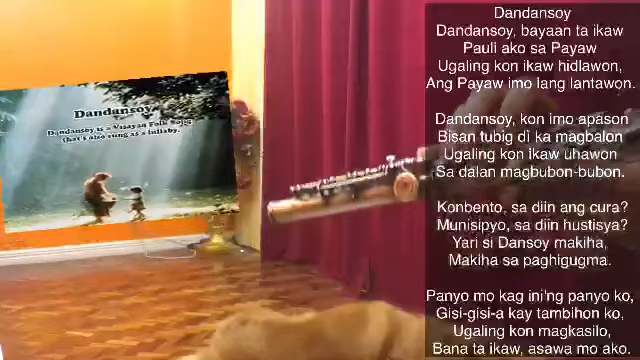 Dandansoy
Dandansoy is a Visayan Folk Song
that's also sung as a lullaby.
Dandansoy
Dandansoy, bayaan ta ikaw
Pauli ako sa Payaw
Ugaling kon ikaw hidlawon,
Ang Payaw imo lang lantawon.
Dandansoy, kon imo apason
Bisan tubig di ka magbalon
Ugaling kon ikaw uhawon
Sa dalan magbubon-bubon.
Konbento, sa diin ang cura?
Munisipyo, sa diin hustisya?
Yari si Dansoy makiha,
Makiha sa paghigugma.
Panyo mo kag ini'ng panyo ko,
Gisi-gisi-a kay tambihon ko,
Ugaling kon magkasilo,
Bana ta ikaw, asawa mo ako.